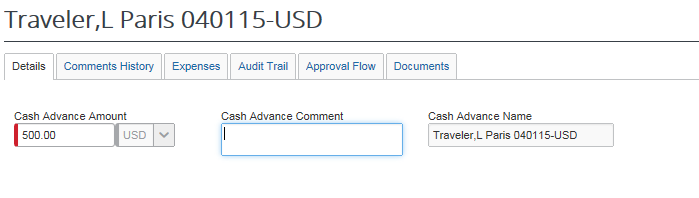 Traveler,L Paris 040115-USD
Details Comments History Expenses Audit Trail Approval Flow Documents
Cash Advance Amount Cash Advance Comment Cash Advance Name
500.00 USD Traveler,L Paris 040115-USD